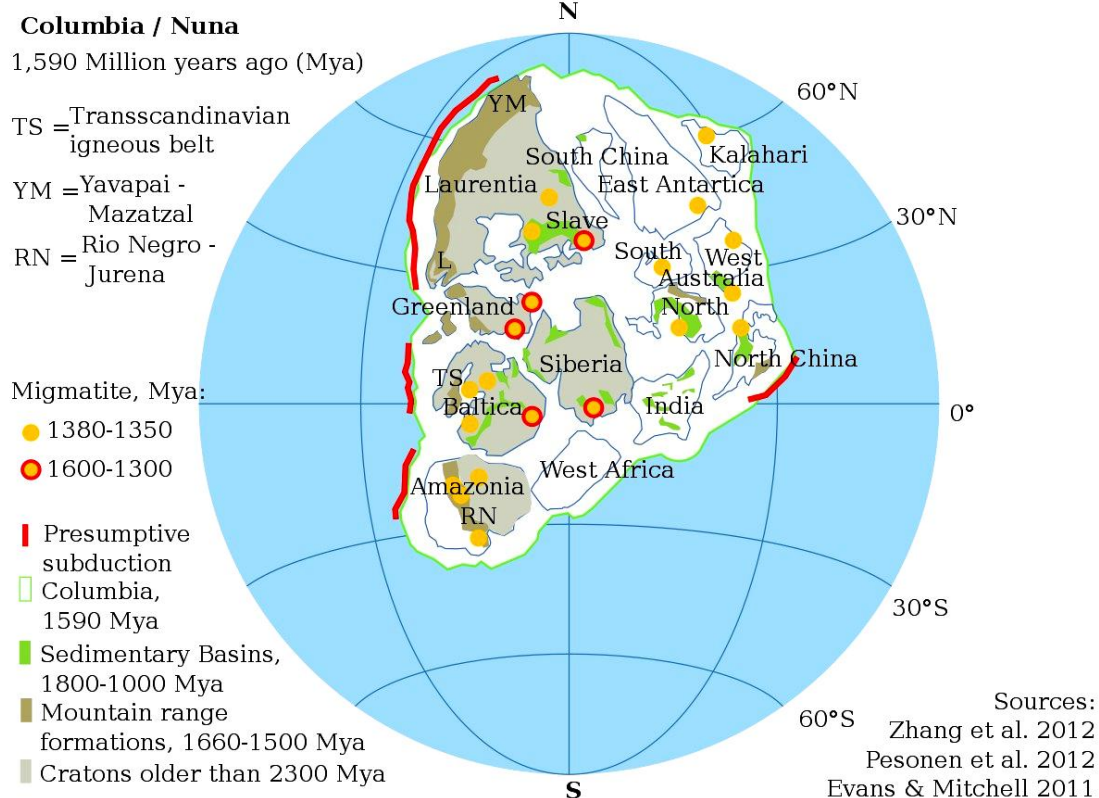 Columbia / Nuna
1,590 Million years ago (Mya)
TS =Transscandinavian
igneous belt
YM =Yavapai -
Mazatzal
RN = Rio Negro -
Jurena
Migmatite, Mya:
1380-1350
1600-1300
Presumptive
subduction
Columbia,
1590 Mya
Sedimentary Basins,
1800-1000 Mya
Mountain range
formations, 1660-1500 Mya
Cratons older than 2300 Mya
N
60°N
YM
South China
Kalahari
Laurentia
East Antartica
Slave
30°N
South
West
L
Australia
Greenland
North
Siberia
North China
TS
Baltica
India
0°
West Africa
Amazonia
RN
30°S
60°S
S
Sources:
Zhang et al. 2012
Pesonen et al. 2012
Evans & Mitchell 2011